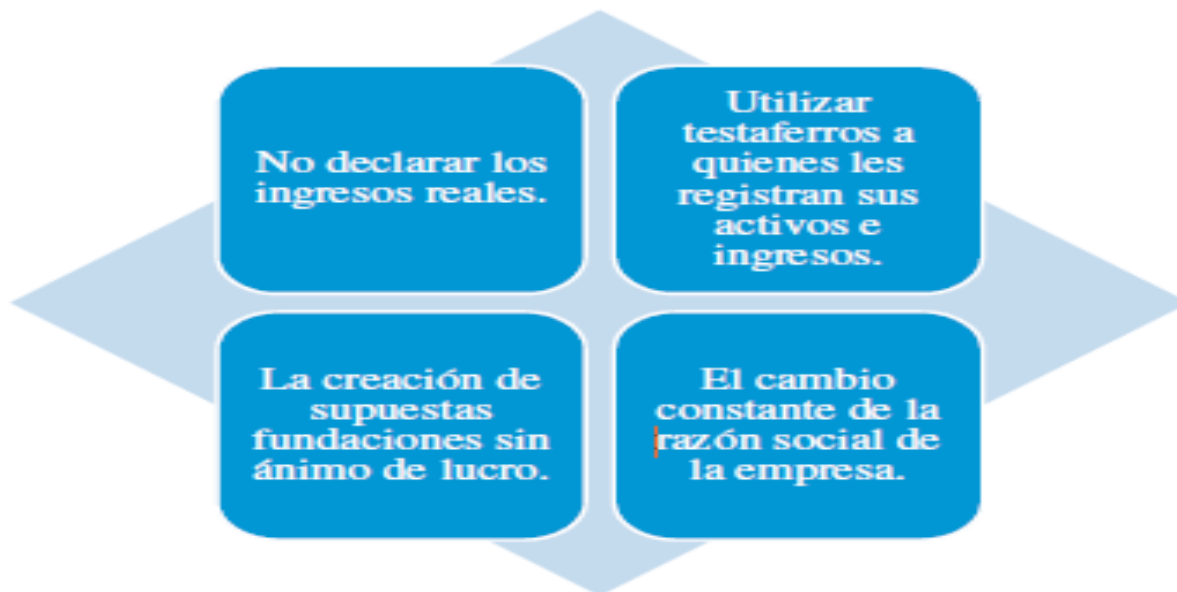 No declarar los
ingresos reales.
Utilizar
testaferros a
quienes les
registran sus
activos e
ingresos.
La creación de
supuestas
fundaciones sin
ánimo de lucro.
El cambio
constante de la
razón social de
la empresa.